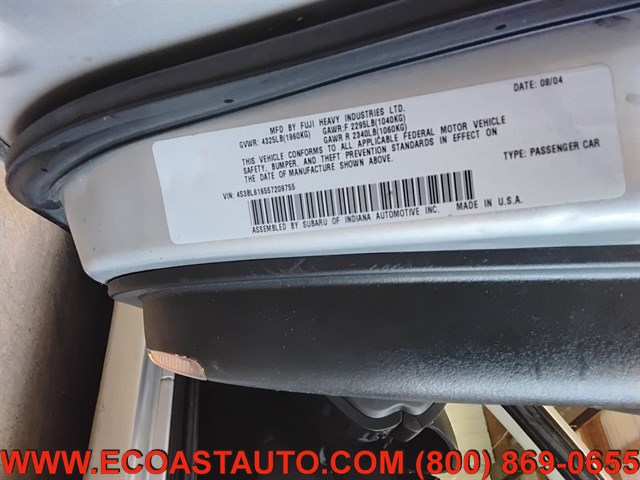 MFD BY FUJI HEAVY INDUSTRIES LTD. DATE: 08/04
GVWR: 4325LB(1960KG) GAWR:F 2295LB(1040KG)
GAWR R 2340LB(1060KG)
THIS VEHICLE CONFORMS TO ALL APPLICABLE FEDERAL MOTOR VEHICLE
SAFETY, BUMPER, AND THEFT PREVENTION STANDARDS IN EFFECT ON
THE DATE OF MANUFACTURE SHOWN ABOVE.
TYPE: PASSENGER CAR
VIN: 4S3BL616557209755
ASSEMBLED BY SUBARU OF INDIANA AUTOMOTIVE INC. MADE IN U.S.A.
WWW.ECOASTAUTO.COM (800) 869-0655